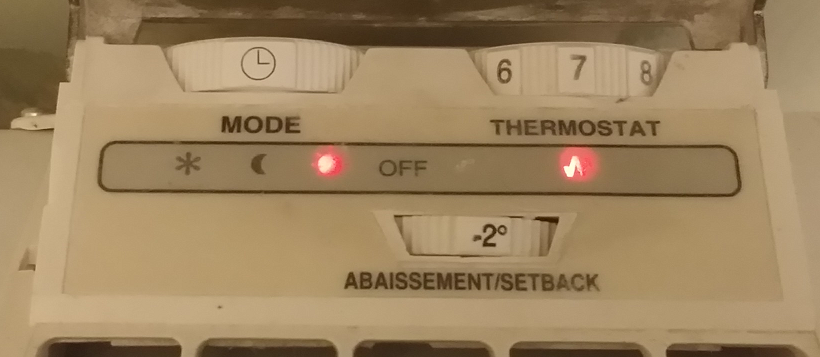 6 7 8
MODE THERMOSTAT
OFF
-2°
ABAISSEMENT/SETBACK